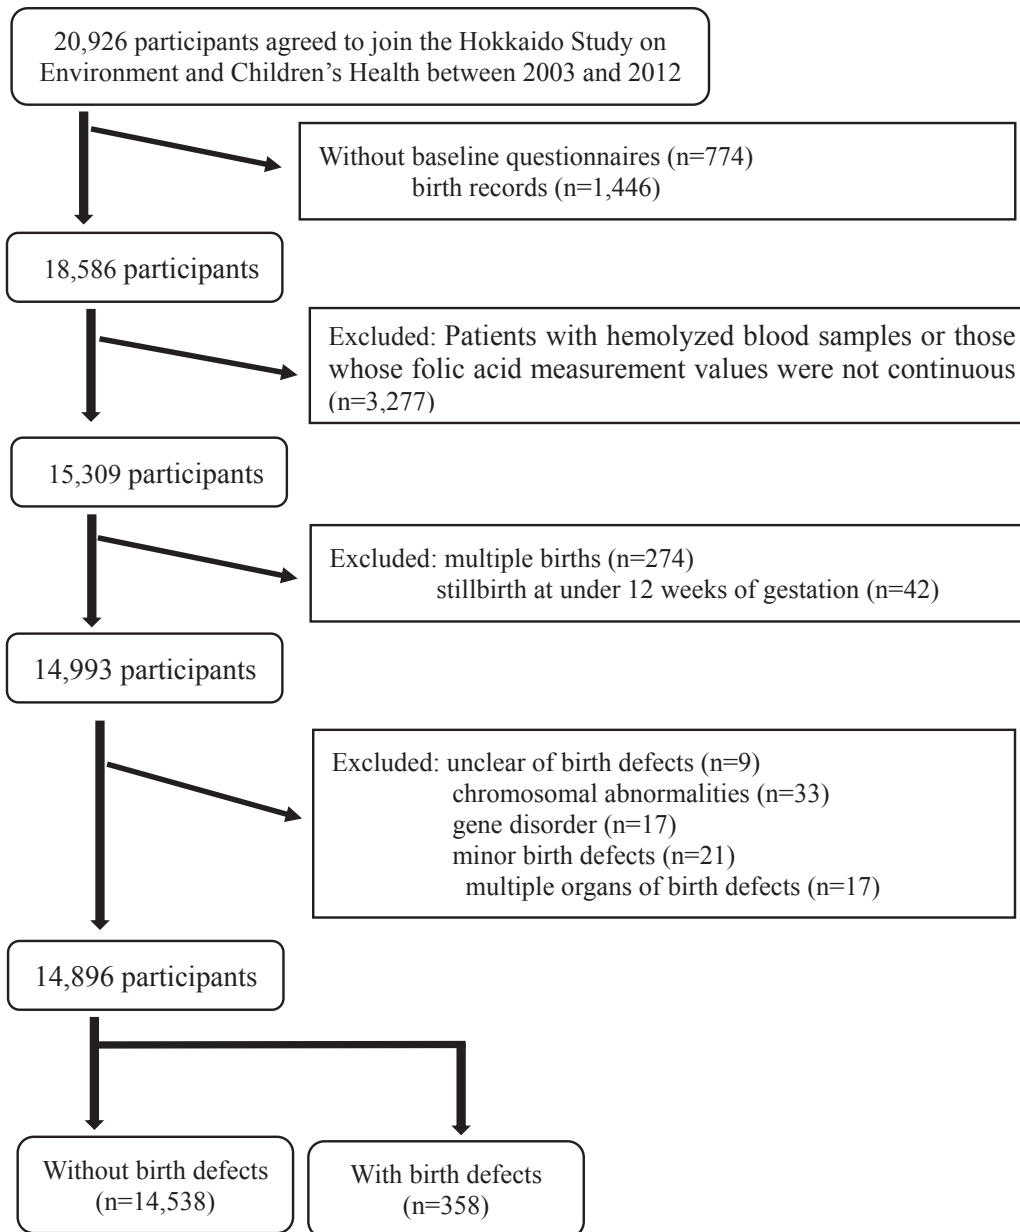 20,926 participants agreed to join the Hokkaido Study on
Environment and Children’s Health between 2003 and 2012
Without baseline questionnaires (n=774)
birth records (n=1,446)
18,586 participants
Excluded: Patients with hemolyzed blood samples or those
whose folic acid measurement values were not continuous
(n=3,277)
15,309 participants
Excluded: multiple births (n=274)
stillbirth at under 12 weeks of gestation (n=42)
14,993 participants
Excluded: unclear of birth defects (n=9)
chromosomal abnormalities (n=33)
gene disorder (n=17)
minor birth defects (n=21)
multiple organs of birth defects (n=17)
14,896 participants
Without birth defects
(n=14,538)
With birth defects
(n=358)